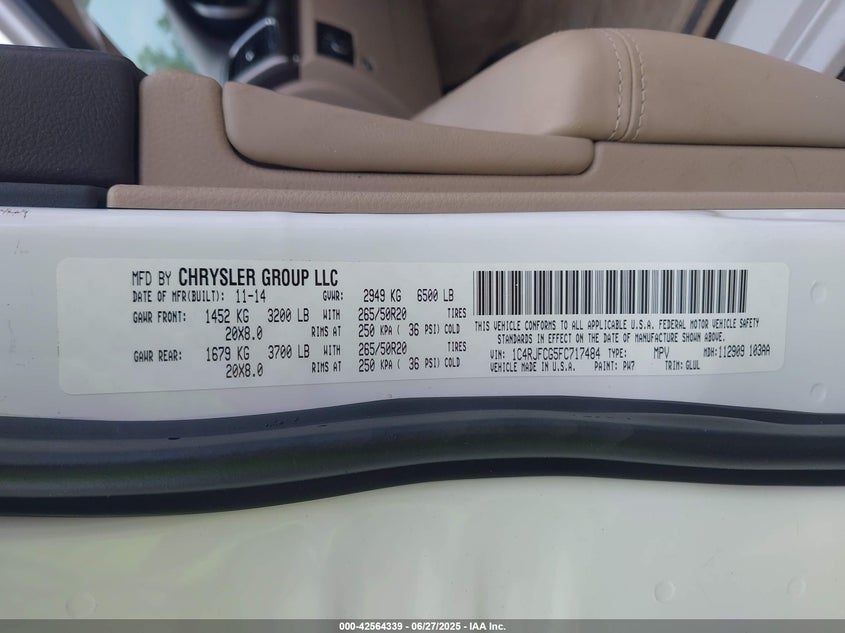 MFD BY CHRYSLER GROUP LLC
DATE OF MFR(BUILT): 11-14 GVWR: 2949 KG 6500 LB
GAWR FRONT: 1452 KG 3200 LB WITH 265/50R20 TIRES
20X8.0 RIMS AT 250 KPA ( 36 PSI) COLD
GAWR REAR: 1679 KG 3700 LB WITH 265/50R20 TIRES
20X8.0 RIMS AT 250 KPA ( 36 PSI) COLD
THIS VEHICLE CONFORMS TO ALL APPLICABLE U.S.A. FEDERAL MOTOR VEHICLE SAFETY
STANDARDS IN EFFECT ON THE DATE OF MANUFACTURE SHOWN ABOVE.
VIN: 1C4RJFCG5FC717484 TYPE: MPV MDH: 112909 103AA
VEHICLE MADE IN U.S.A. PAINT: PW7 TRIM: GLUL
000-42564339 / 06/27/2025 - IAA Inc.